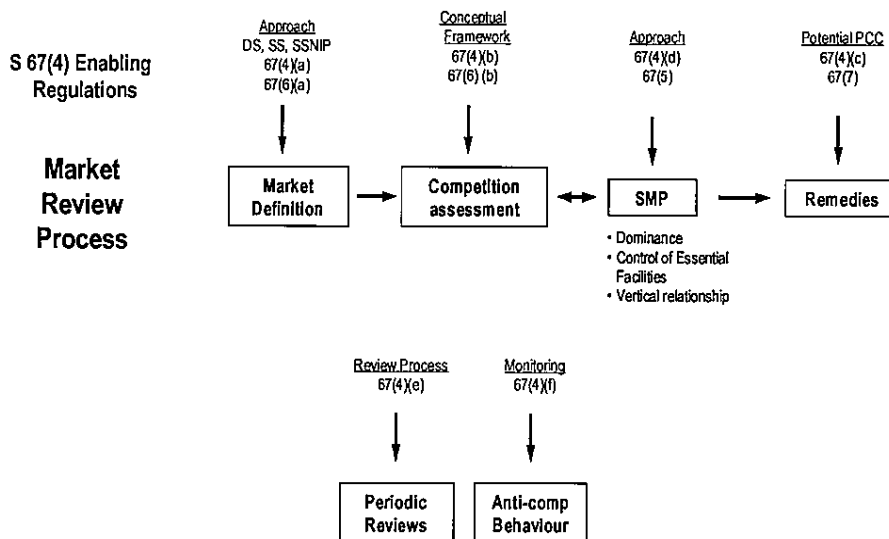 S 67(4) Enabling
Regulations
Approach
DS, SS, SSNIP
67(4)(a)
67(6)(a)
Conceptual
Framework
67(4)(b)
67(6) (b)
Approach
67(4)(d)
67(5)
Potential PCC
67(4)(c)
67(7)
Market
Review
Process
Market
Definition
Competition
assessment
SMP
Remedies
• Dominance
• Control of Essential
Facilities
• Vertical relationship
Review Process
67(4)(e)
Monitoring
67(4)(f)
Periodic
Reviews
Anti-comp
Behaviour